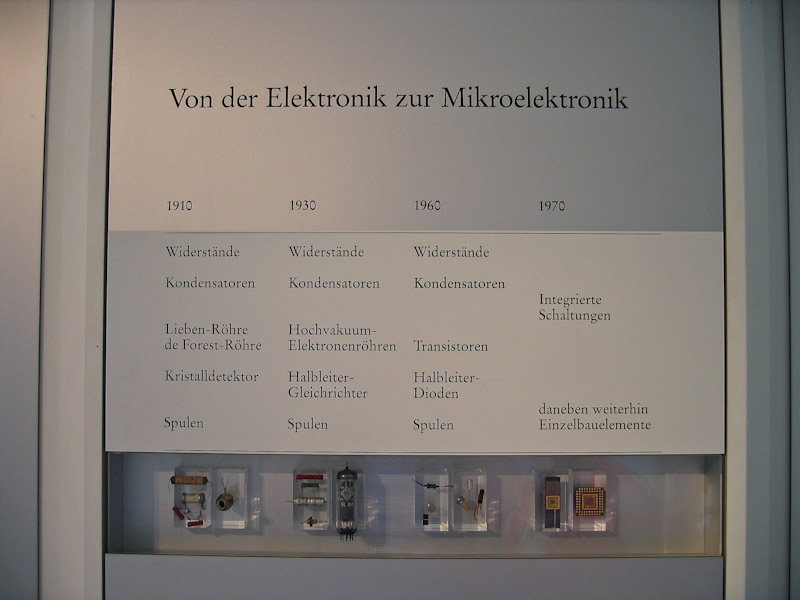 Von der Elektronik zur Mikroelektronik
1910
1930
1960
1970
Widerstände
Kondensatoren
Lieben-Röhre
de Forest-Röhre
Kristalldetektor
Spulen
Widerstände
Kondensatoren
Hochvakuum-
Elektronenröhren
Halbleiter-
Gleichrichter
Spulen
Widerstände
Kondensatoren
Transistoren
Halbleiter-
Dioden
Spulen
Integrierte
Schaltungen
daneben weiterhin
Einzelbauelemente